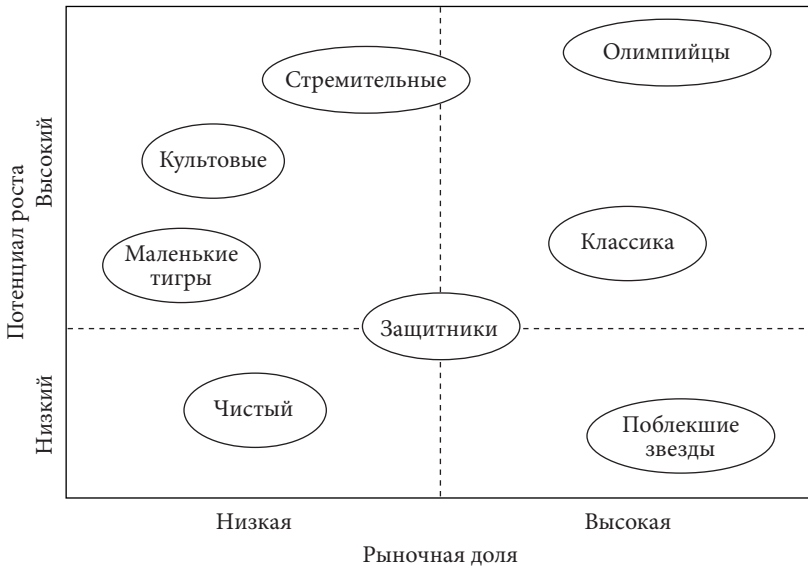 Олимпийцы
Стремительные
Культовые
Классика
Маленькие
тигры
Защитники
Чистый
Поблекшие
звезды
Потенциал роста
Высокий
Низкий
Низкая
Высокая
Рыночная доля